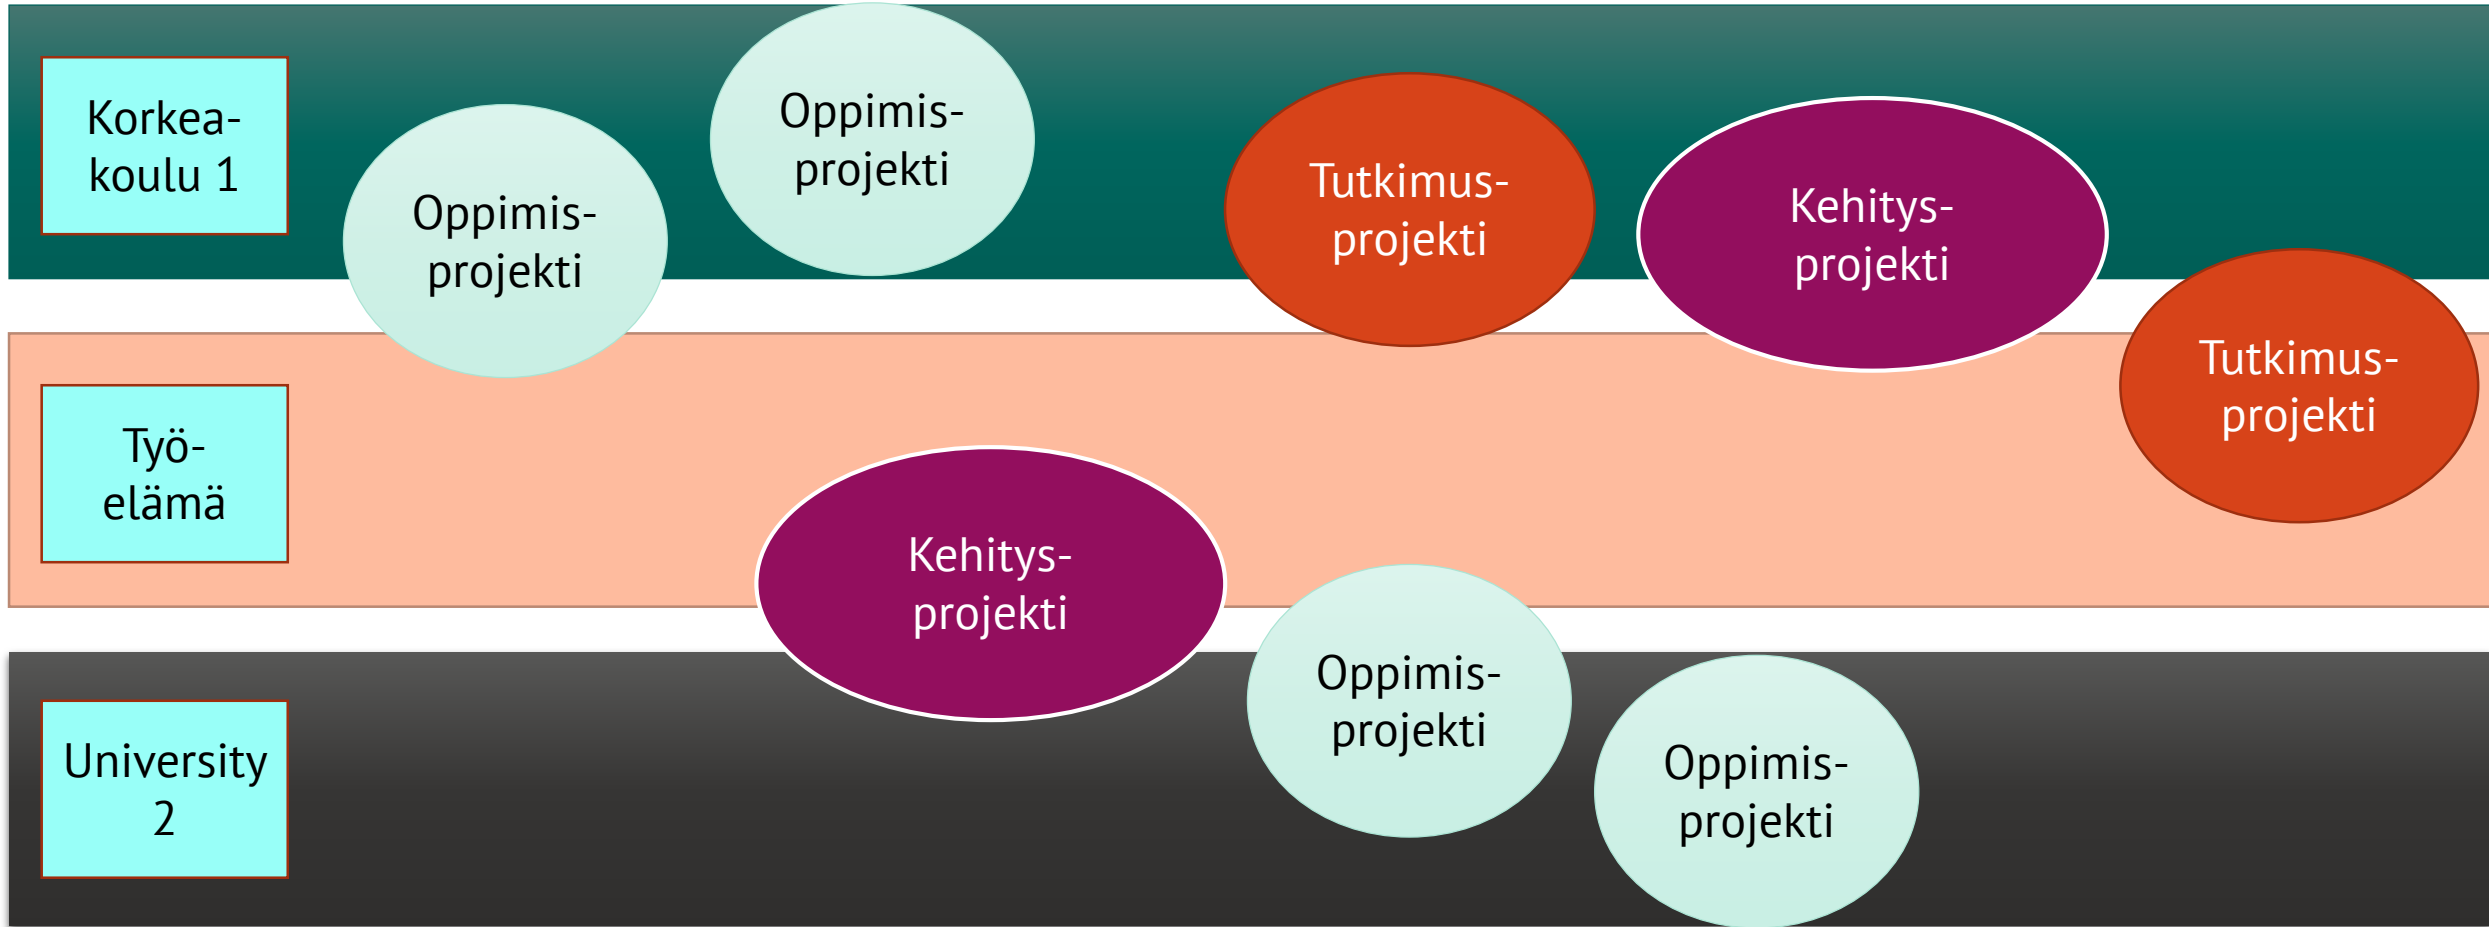 Korkea-
koulu 1
Oppimis-
projekti
Oppimis-
projekti
Tutkimus-
projekti
Kehitys-
projekti
Työ-
elämä
Tutkimus-
projekti
Kehitys-
projekti
University
2
Oppimis-
projekti
Oppimis-
projekti